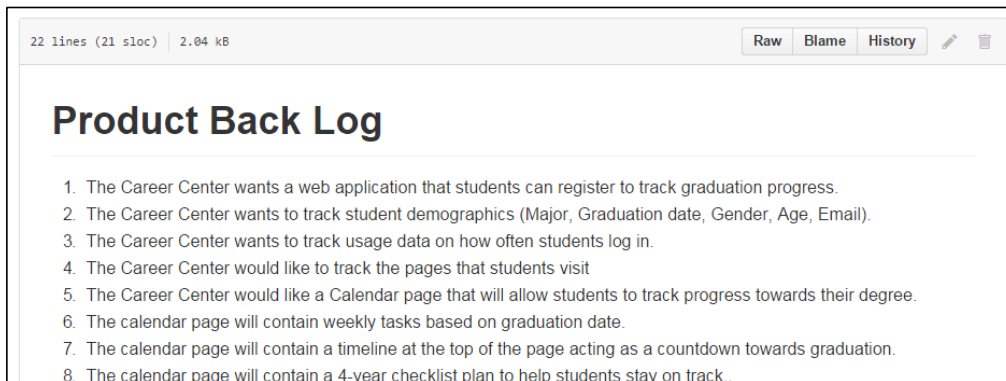 22 lines (21 sloc) 2.04 kB Raw Blame History
Product Back Log
1. The Career Center wants a web application that students can register to track graduation progress.
2. The Career Center wants to track student demographics (Major, Graduation date, Gender, Age, Email).
3. The Career Center wants to track usage data on how often students log in.
4. The Career Center would like to track the pages that students visit
5. The Career Center would like a Calendar page that will allow students to track progress towards their degree.
6. The calendar page will contain weekly tasks based on graduation date.
7. The calendar page will contain a timeline at the top of the page acting as a countdown towards graduation.
8. The calendar page will contain a 4-year checklist plan to help students stay on track..